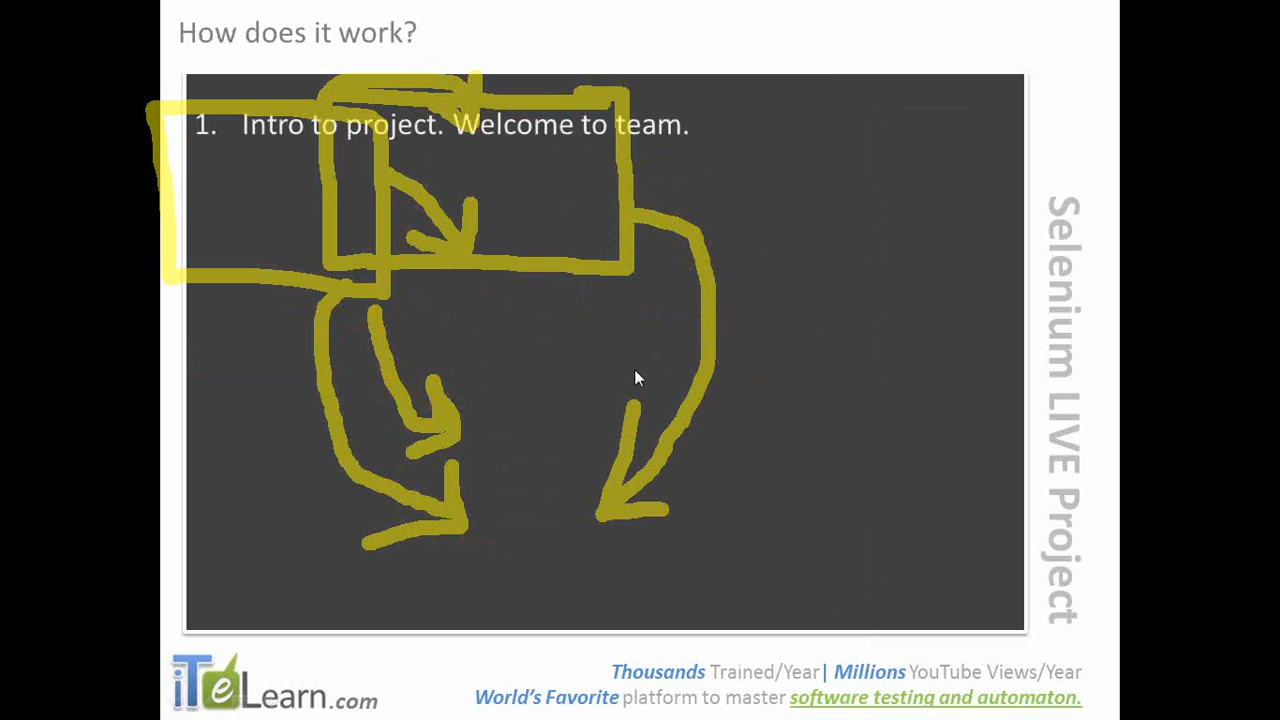 How does it work?
1. Intro to project. Welcome to team.
Selenium LIVE Project
iTeLearn.com
Thousands Trained/Year| Millions YouTube Views/Year
World's Favorite platform to master software testing and automaton.